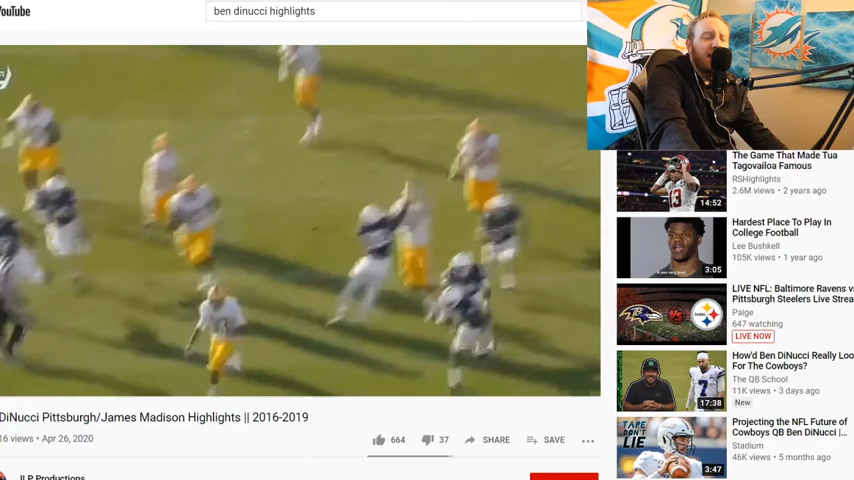 YouTube
ben dinucci highlights
DiNucci Pittsburgh/James Madison Highlights || 2016-2019
16 views • Apr 26, 2020
664
37
SHARE
SAVE
JLP Productions
The Game That Made Tua
Tagovailoa Famous
RSHighlights
2.6M views • 2 years ago
14:52
Hardest Place To Play In
College Football
Lee Bushkell
105K views • 1 year ago
3:05
LIVE NFL: Baltimore Ravens vs
Pittsburgh Steelers Live Strea
Paige
647 watching
LIVE NOW
How'd Ben DiNucci Really Loo
For The Cowboys?
The QB School
11K views • 3 days ago
New
17:38
Projecting the NFL Future of
Cowboys QB Ben DiNucci |...
Stadium
46K views • 5 months ago
TAPE
DON'T
LIE
3:47